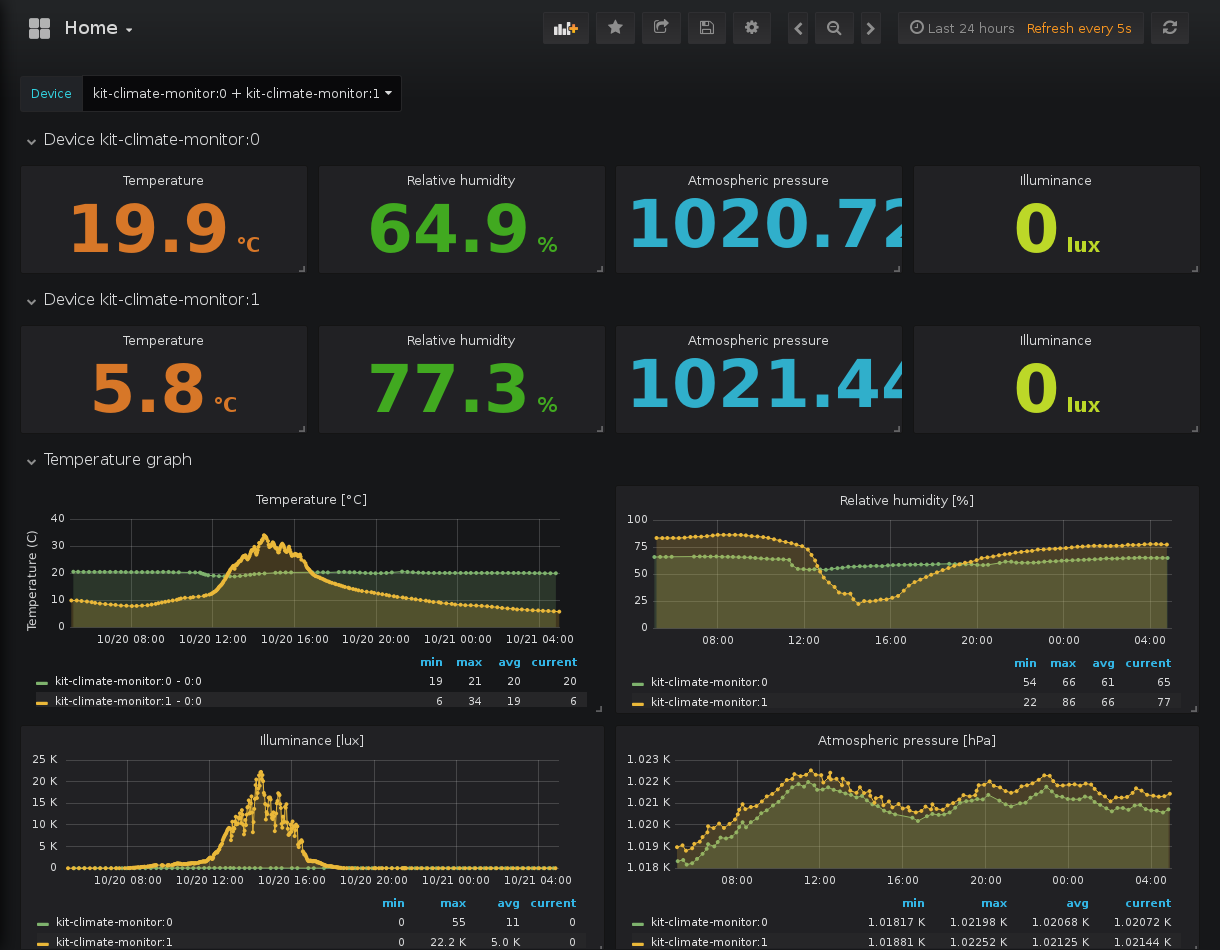 Home
Last 24 hours Refresh every 5s
Device kit-climate-monitor:0 + kit-climate-monitor:1
Device kit-climate-monitor:0
Temperature Relative humidity Atmospheric pressure Illuminance
19.9 °C 64.9 % 1020.72 0 lux
Device kit-climate-monitor:1
Temperature Relative humidity Atmospheric pressure Illuminance
5.8 °C 77.3 % 1021.44 0 lux
Temperature graph
Temperature [°C]
Temperature (C)
40
30
20
10
0
10/20 08:00 10/20 12:00 10/20 16:00 10/20 20:00 10/21 00:00 10/21 04:00
min max avg current
kit-climate-monitor:0 - 0:0 19 21 20 20
kit-climate-monitor:1 - 0:0 6 34 19 6
Relative humidity [%]
100
75
50
25
0
08:00 12:00 16:00 20:00 00:00 04:00
min max avg current
kit-climate-monitor:0 54 66 61 65
kit-climate-monitor:1 22 86 66 77
Illuminance [lux]
25 K
20 K
15 K
10 K
5 K
0
10/20 08:00 10/20 12:00 10/20 16:00 10/20 20:00 10/21 00:00 10/21 04:00
min max avg current
kit-climate-monitor:0 0 55 11 0
kit-climate-monitor:1 0 22.2 K 5.0 K 0
Atmospheric pressure [hPa]
1.023 K
1.022 K
1.021 K
1.020 K
1.019 K
1.018 K
08:00 12:00 16:00 20:00 00:00 04:00
min max avg current
kit-climate-monitor:0 1.01817 K 1.02198 K 1.02068 K 1.02072 K
kit-climate-monitor:1 1.01881 K 1.02252 K 1.02125 K 1.02144 K